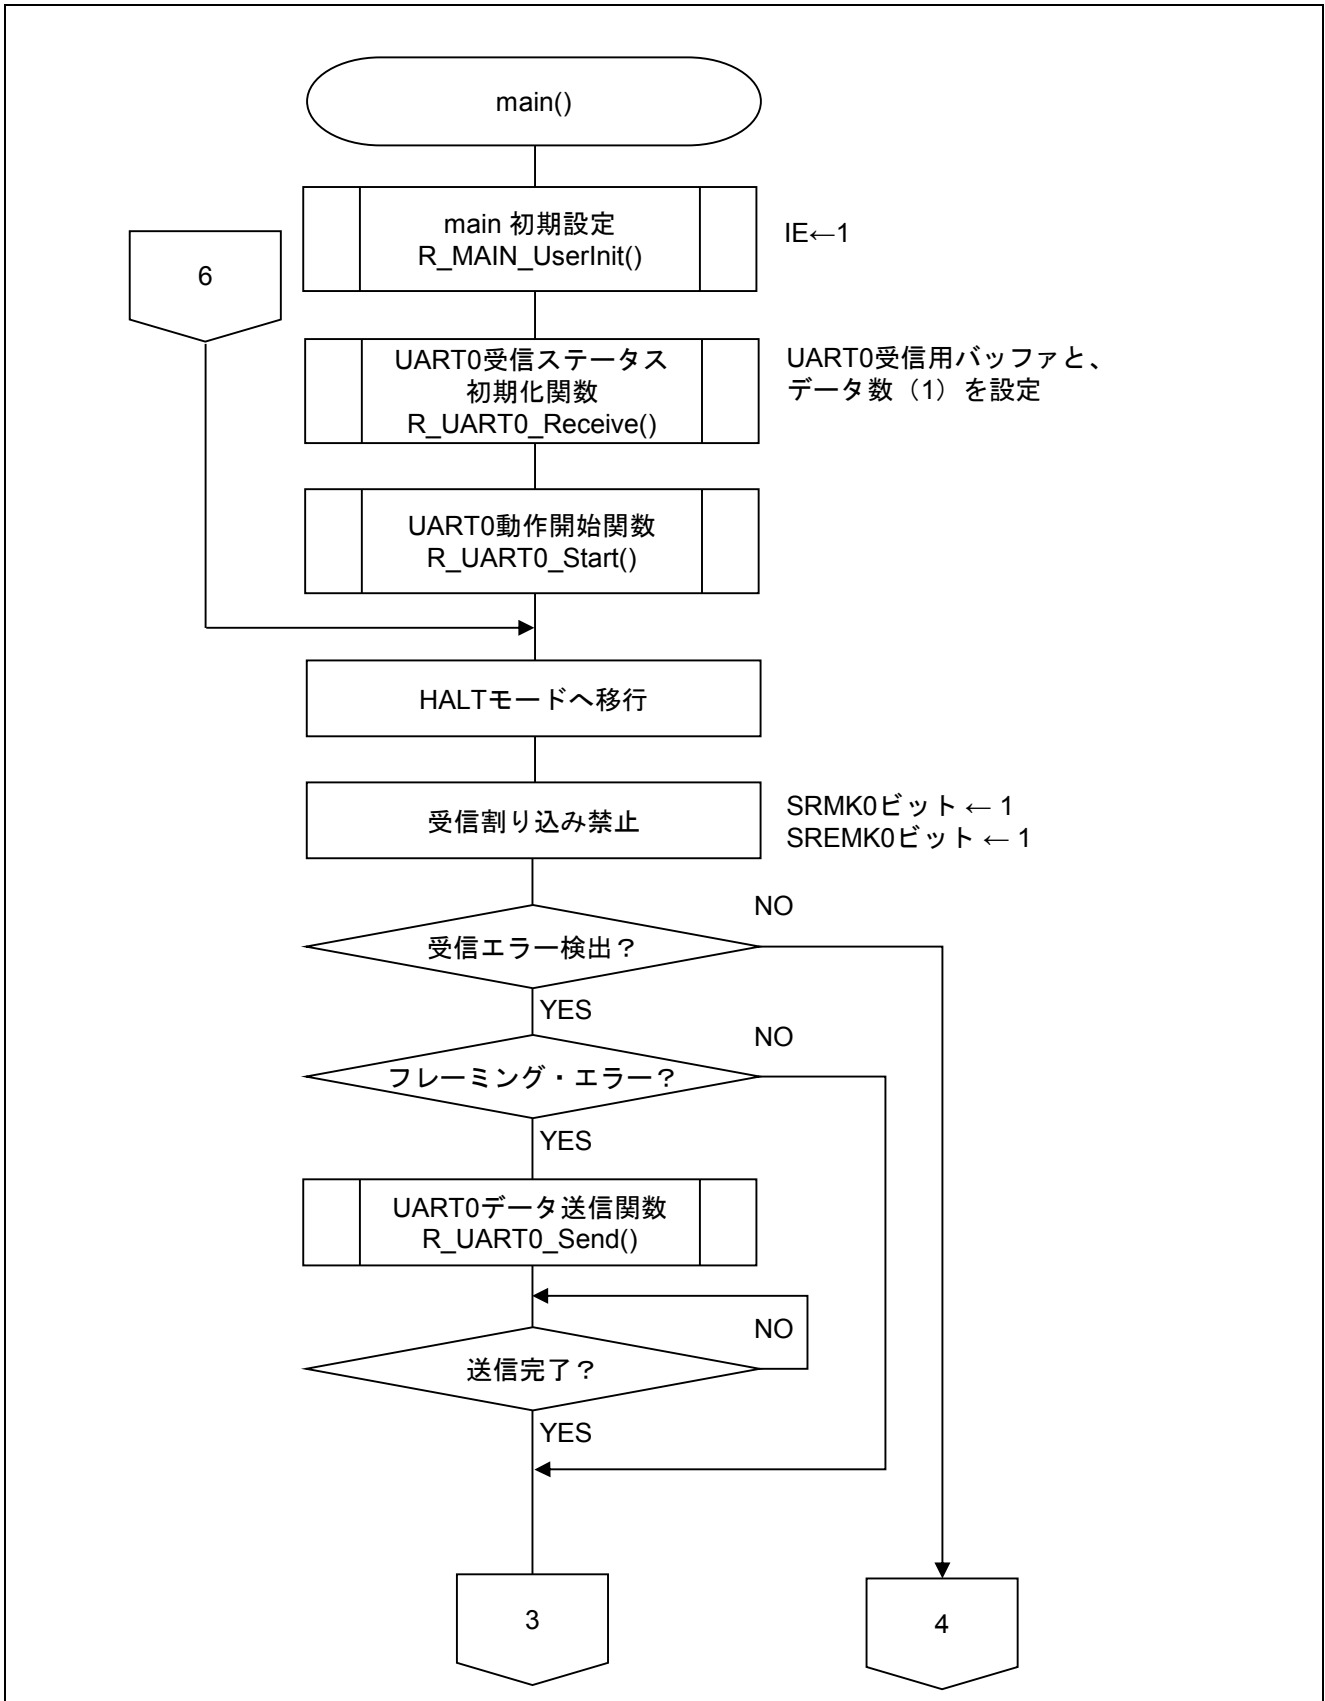 main()
main 初期設定
R_MAIN_UserInit()
IE←1
6
UART0受信ステータス
初期化関数
R_UART0_Receive()
UART0受信用バッファと、
データ数（1）を設定
UART0動作開始関数
R_UART0_Start()
HALTモードへ移行
受信割り込み禁止
SRMK0ビット ← 1
SREMK0ビット ← 1
NO
受信エラー検出？
YES
NO
フレーミング・エラー？
YES
UART0データ送信関数
R_UART0_Send()
NO
送信完了？
YES
3
4